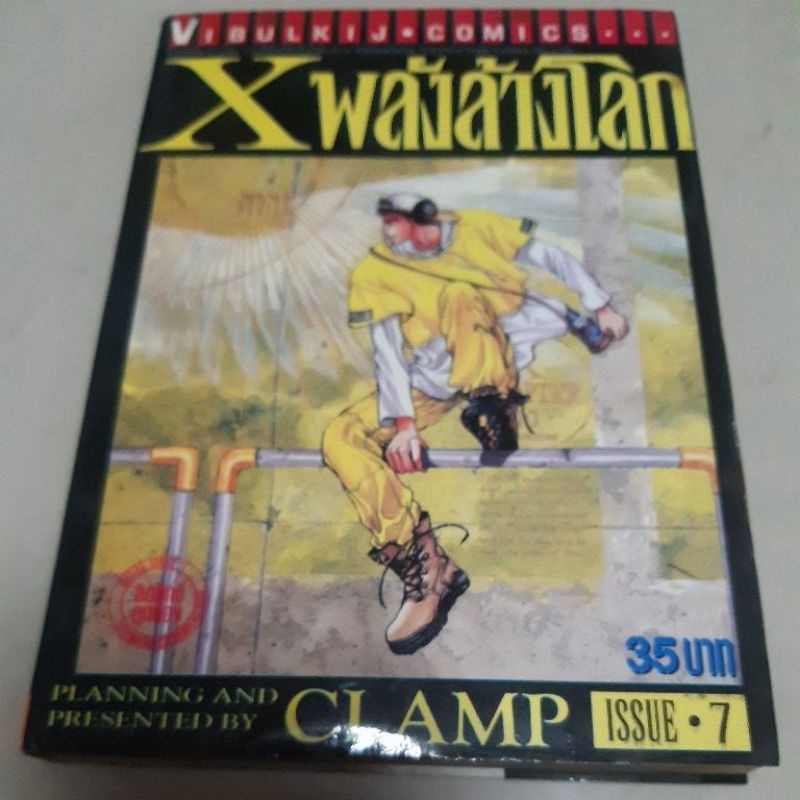 VIBULKIJ • COMICS • • •
X พลังล้างโลก
35 บาท
PLANNING AND
PRESENTED BY CLAMP
ISSUE • 7